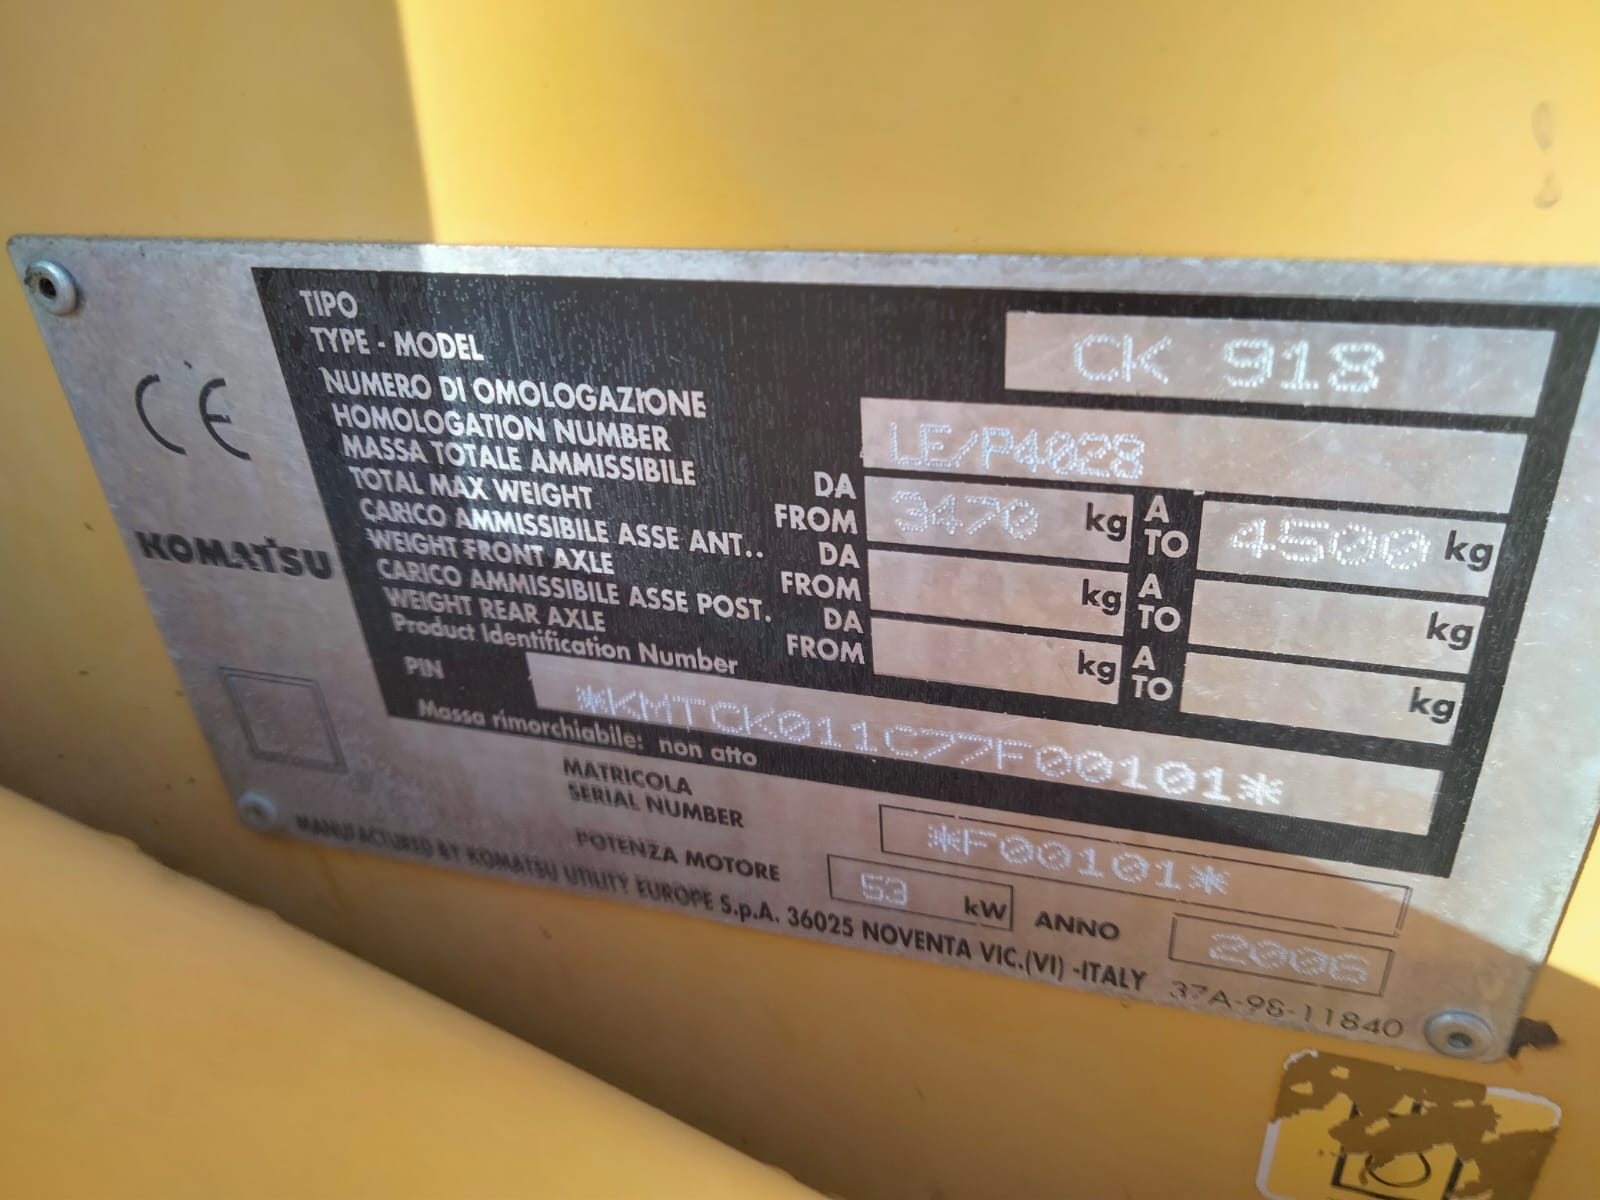 TIPO
TYPE - MODEL CK 918
NUMERO DI OMOLOGAZIONE
HOMOLOGATION NUMBER LE/P4028
MASSA TOTALE AMMISSIBILE DA A
TOTAL MAX WEIGHT FROM 3470 kg TO 4500 kg
CARICO AMMISSIBILE ASSE ANT.. DA A
WEIGHT FRONT AXLE FROM kg TO kg
CARICO AMMISSIBILE ASSE POST. DA A
WEIGHT REAR AXLE FROM kg TO kg
Product Identification Number
PIN *KMTCK011C77F00101*
Massa rimorchiabile: non atto
MATRICOLA
SERIAL NUMBER *F00101*
POTENZA MOTORE 53 kW ANNO 2006
MANUFACTURED BY KOMATSU UTILITY EUROPE S.p.A. 36025 NOVENTA VIC.(VI) -ITALY
37A-98-11840
CE
KOMATSU